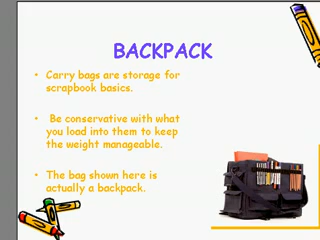 BACKPACK
• Carry bags are storage for
scrapbook basics.
• Be conservative with what
you load into them to keep
the weight manageable.
• The bag shown here is
actually a backpack.